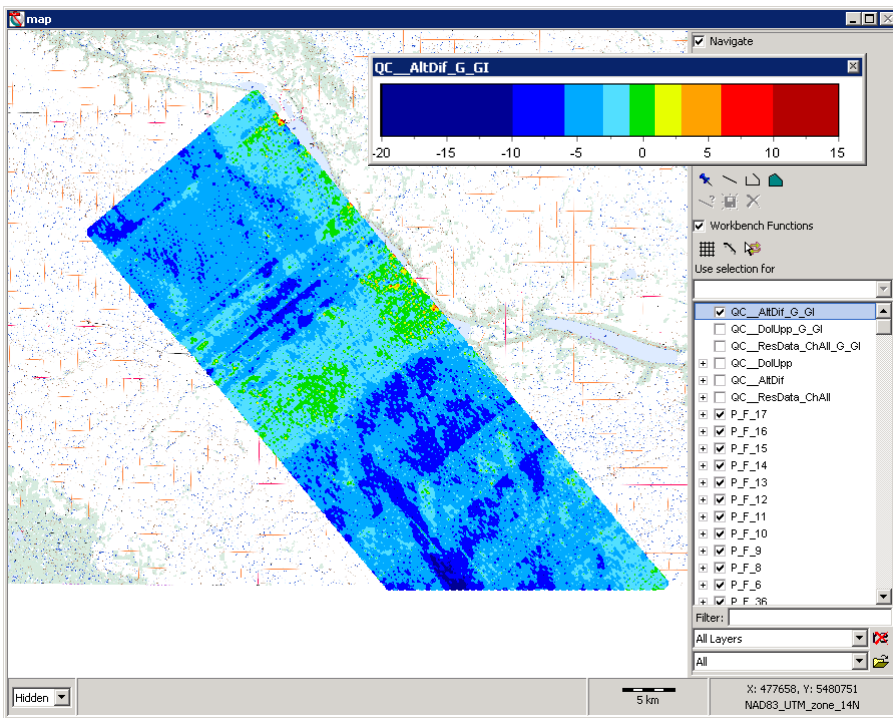 map
Navigate
QC__AltDif_G_GI
-20 -15 -10 -5 0 5 10 15
Workbench Functions
Use selection for
QC__AltDif_G_GI
QC__DolUpp_G_GI
QC__ResData_ChAll_G_GI
QC__DolUpp
QC__AltDif
QC__ResData_ChAll
P_F_17
P_F_16
P_F_15
P_F_14
P_F_13
P_F_12
P_F_11
P_F_10
P_F_9
P_F_8
P_F_6
P_F_36
Filter:
All Layers
All
Hidden
5 km
X: 477658, Y: 5480751
NAD83_UTM_zone_14N